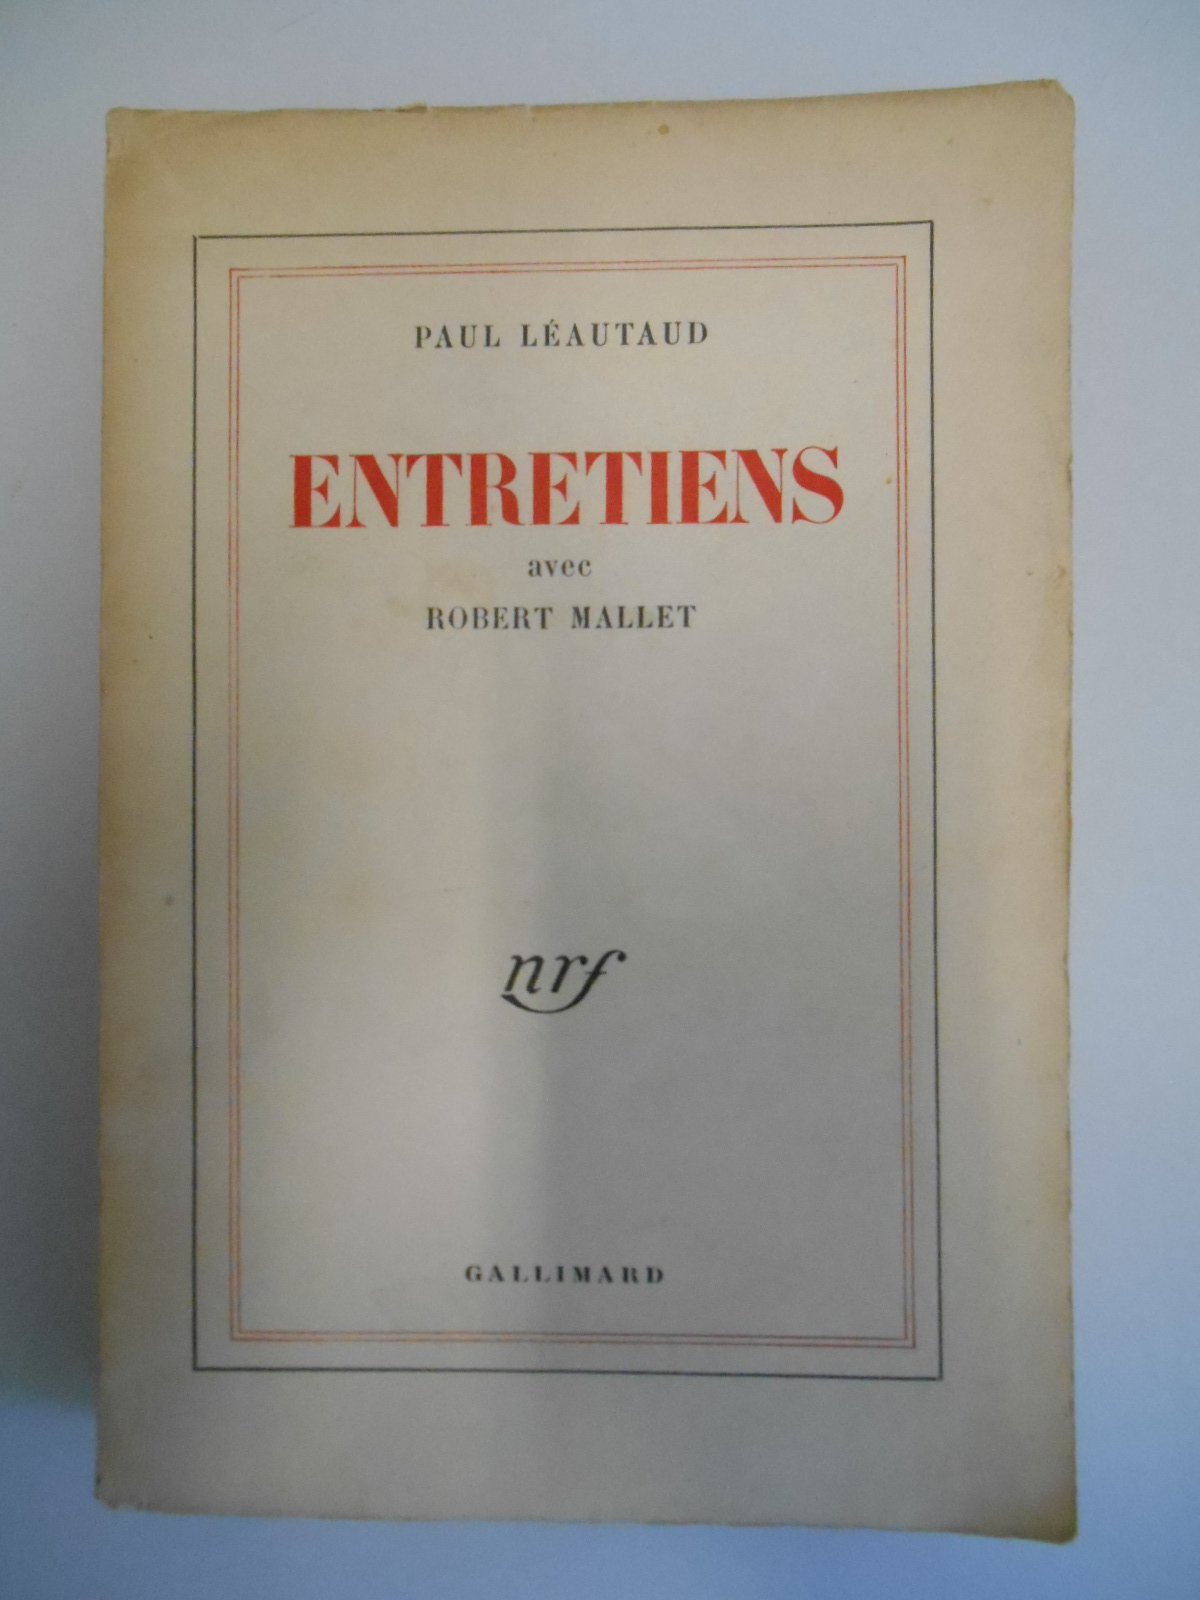 PAUL LÉAUTAUD
ENTRETIENS
avec
ROBERT MALLET
nrf
GALLIMARD